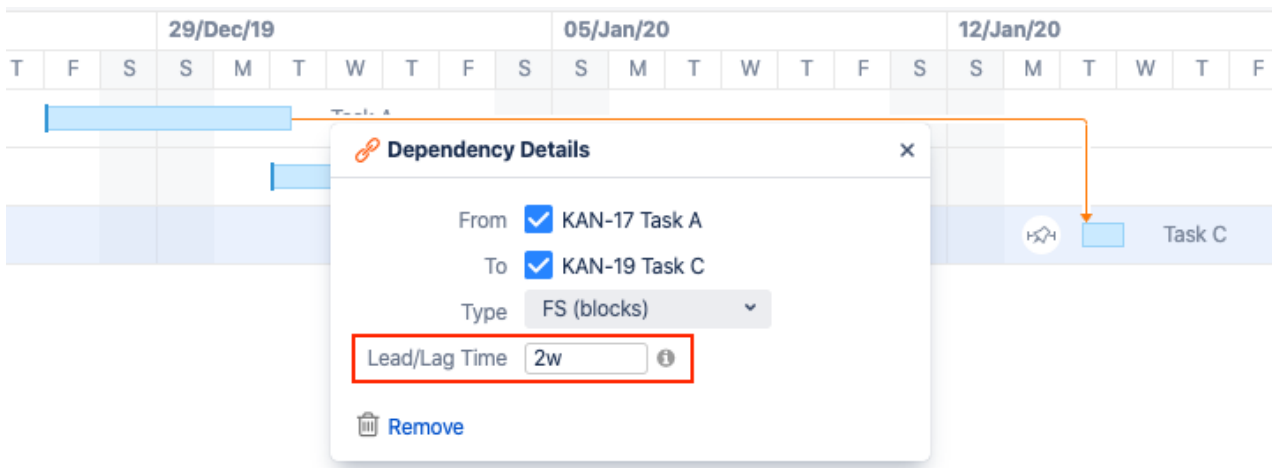 29/Dec/19 05/Jan/20 12/Jan/20
T F S S M T W T F S S M T W T F S S M T W T F
Task A
Dependency Details
From KAN-17 Task A
To KAN-19 Task C
Task C
Type FS (blocks)
Lead/Lag Time 2w
Remove